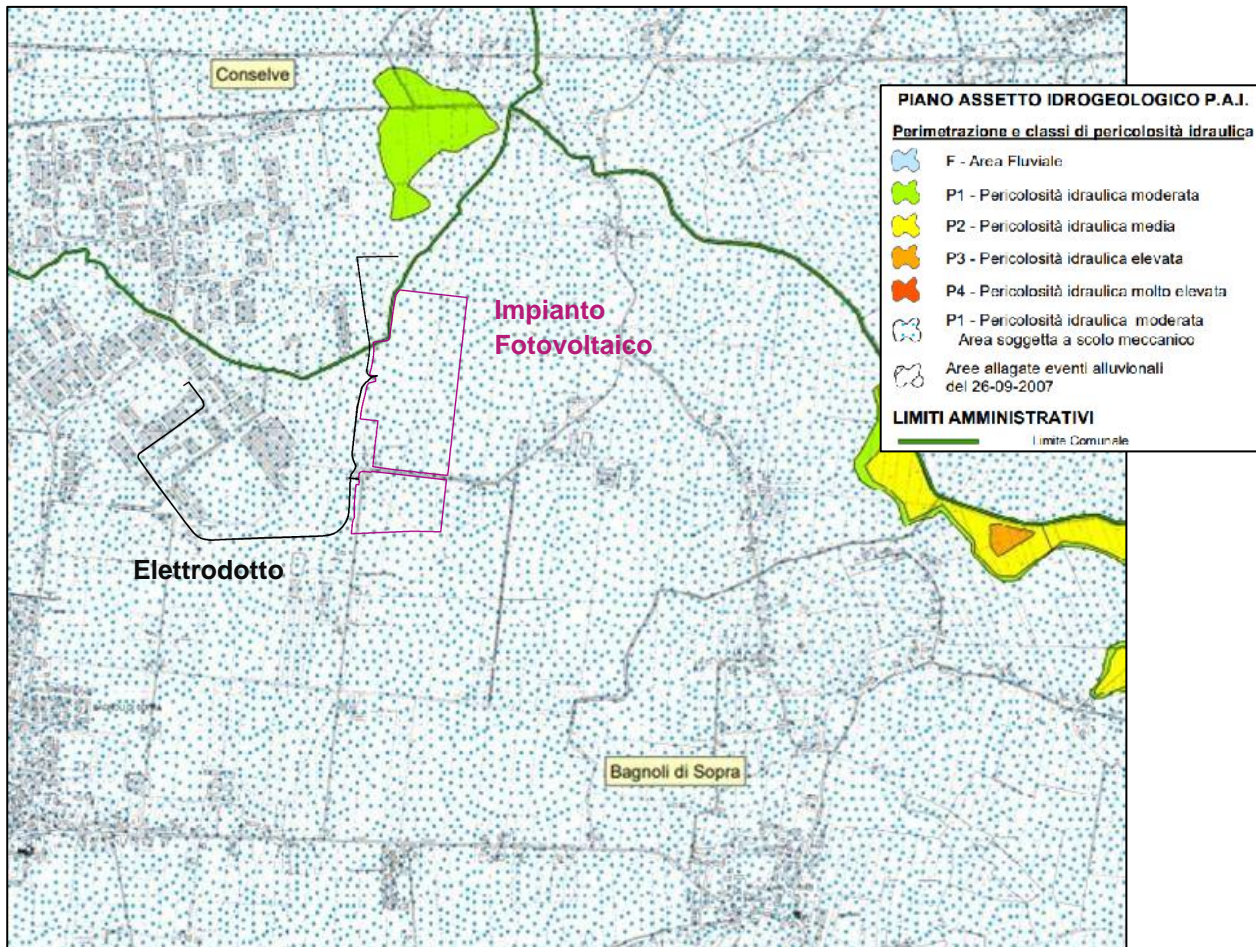 Conselve
PIANO ASSETTO IDROGEOLOGICO P.A.I.
Perimetrazione e classi di pericolosità idraulica
F - Area Fluviale
P1 - Pericolosità idraulica moderata
P2 - Pericolosità idraulica media
P3 - Pericolosità idraulica elevata
P4 - Pericolosità idraulica molto elevata
P1 - Pericolosità idraulica moderata
Area soggetta a scolo meccanico
Aree allagate eventi alluvionali
del 26-09-2007
LIMITI AMMINISTRATIVI
Limite Comunale
Impianto
Fotovoltaico
Elettrodotto
Bagnoli di Sopra